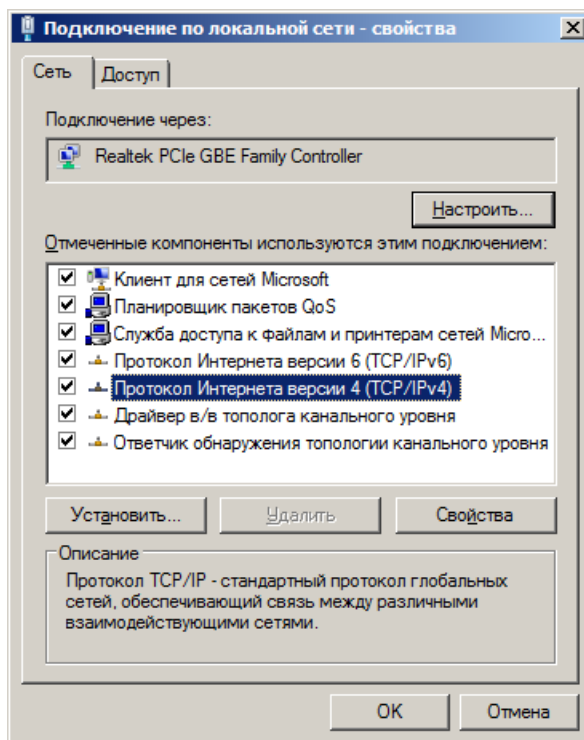 Подключение по локальной сети - свойства
Сеть
Доступ
Подключение через:
Realtek PCIe GBE Family Controller
Настроить...
Отмеченные компоненты используются этим подключением:
Клиент для сетей Microsoft
Планировщик пакетов QoS
Служба доступа к файлам и принтерам сетей Micro...
Протокол Интернета версии 6 (TCP/IPv6)
Протокол Интернета версии 4 (TCP/IPv4)
Драйвер в/в тополога канального уровня
Ответчик обнаружения топологии канального уровня
Установить...
Удалить
Свойства
Описание
Протокол TCP/IP - стандартный протокол глобальных
сетей, обеспечивающий связь между различными
взаимодействующими сетями.
OK
Отмена